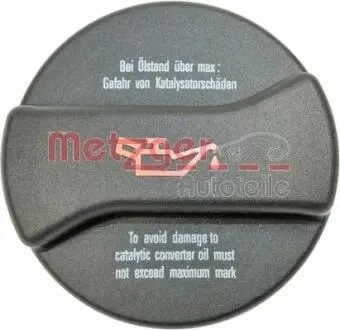 Bei Ölstand über max:
Gefahr von Katalysatorschäden
Metzger
Autoteile
To avoid damage to
catalytic converter oil must
not exceed maximum mark